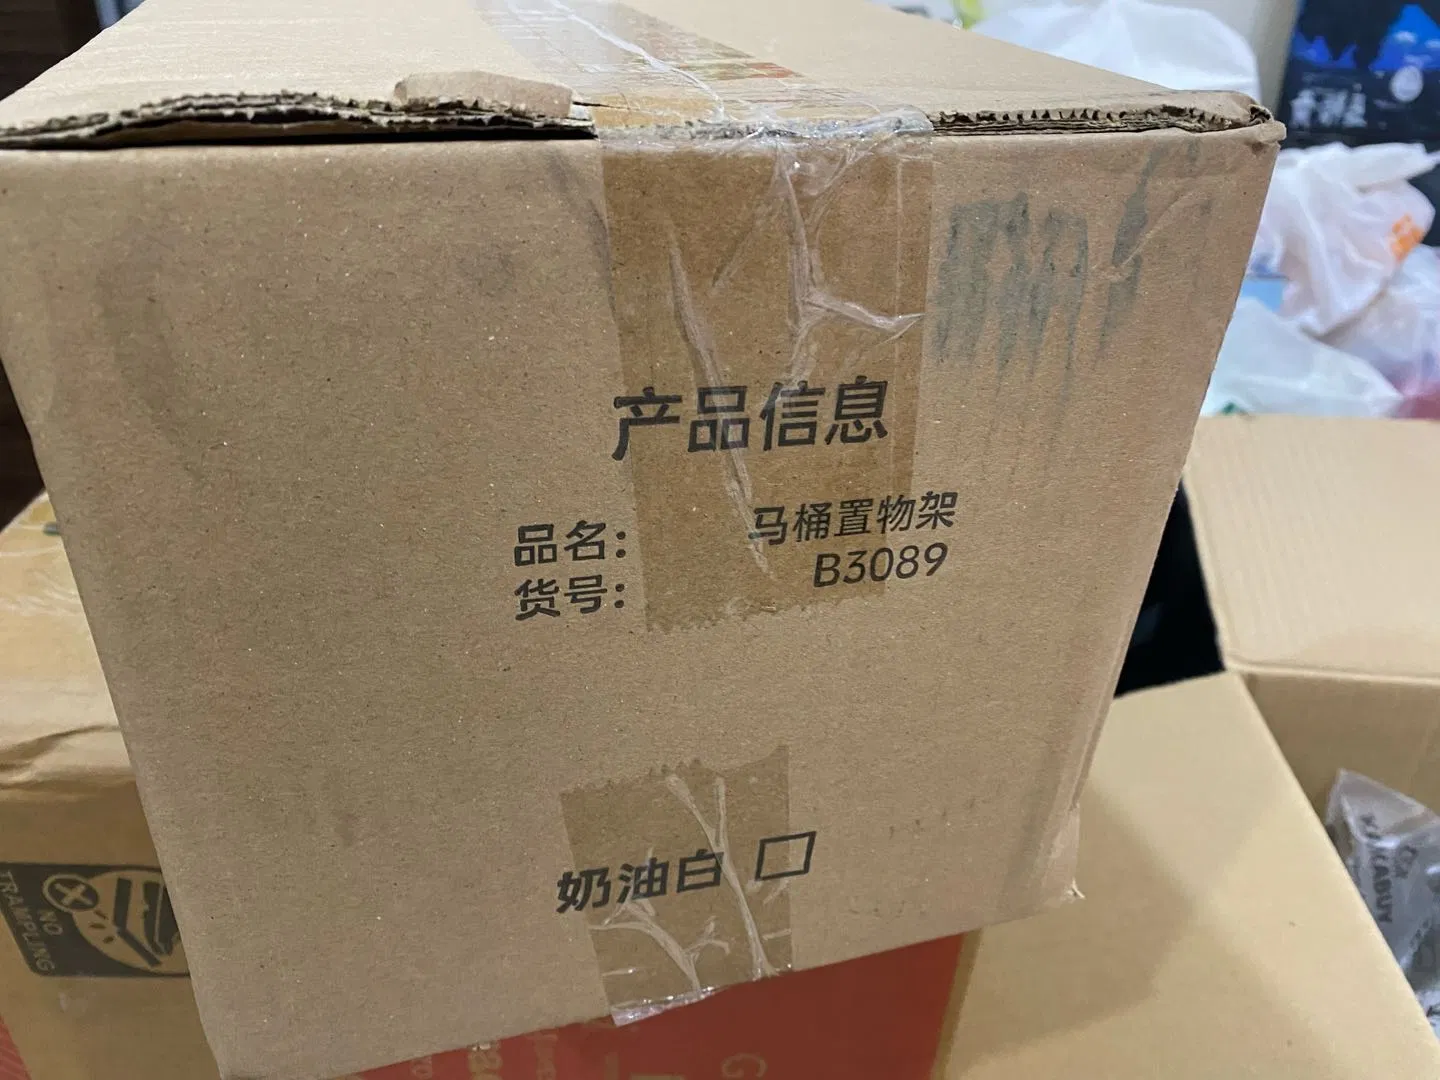 产品信息
品名: 马桶置物架
货号: B3089
奶油白 □
NO
TRAMPLING